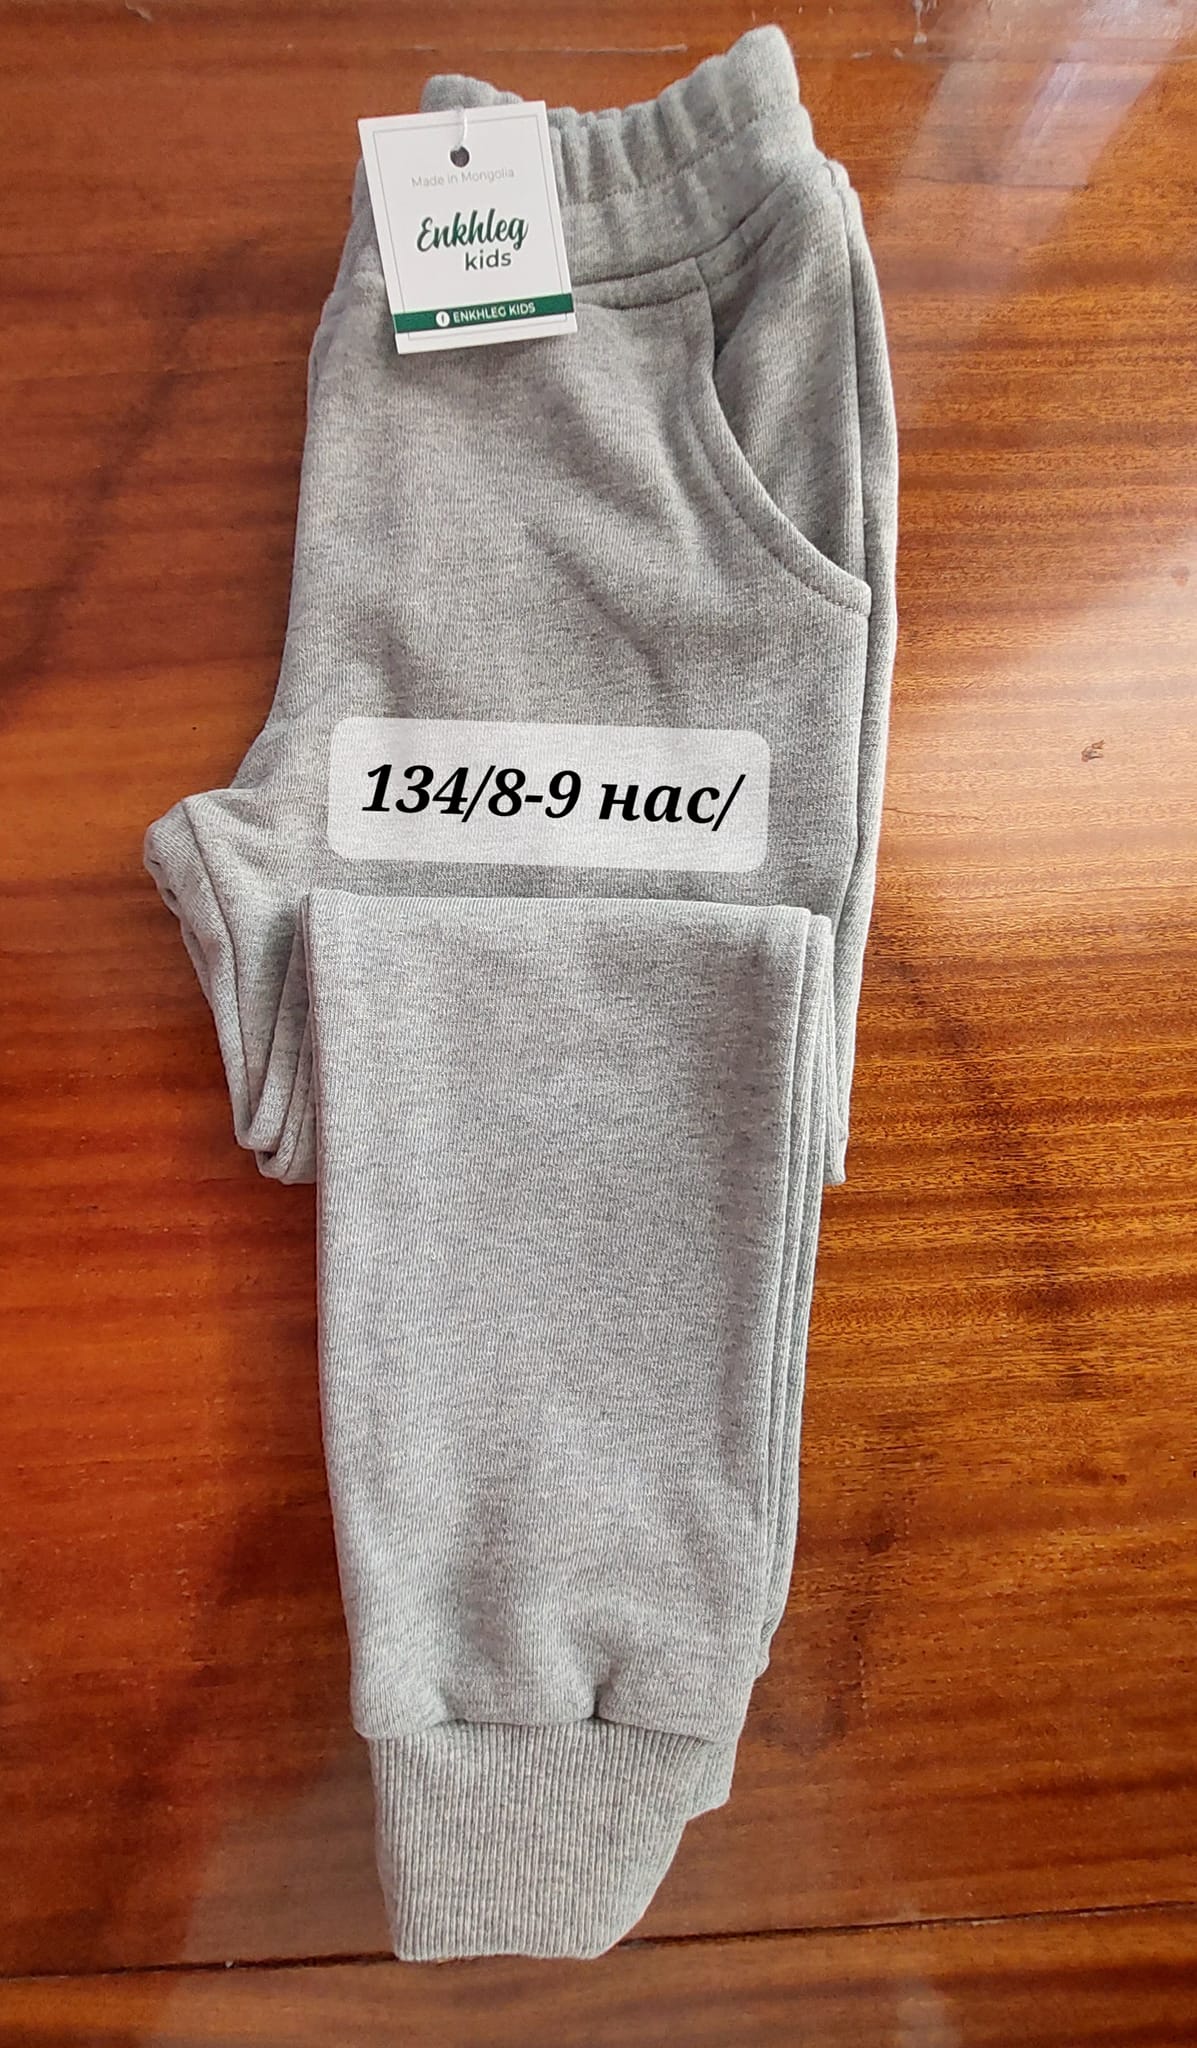 Made in Mongolia
Enkhleg
kids
ENKHLEG KIDS
134/8-9 нас/